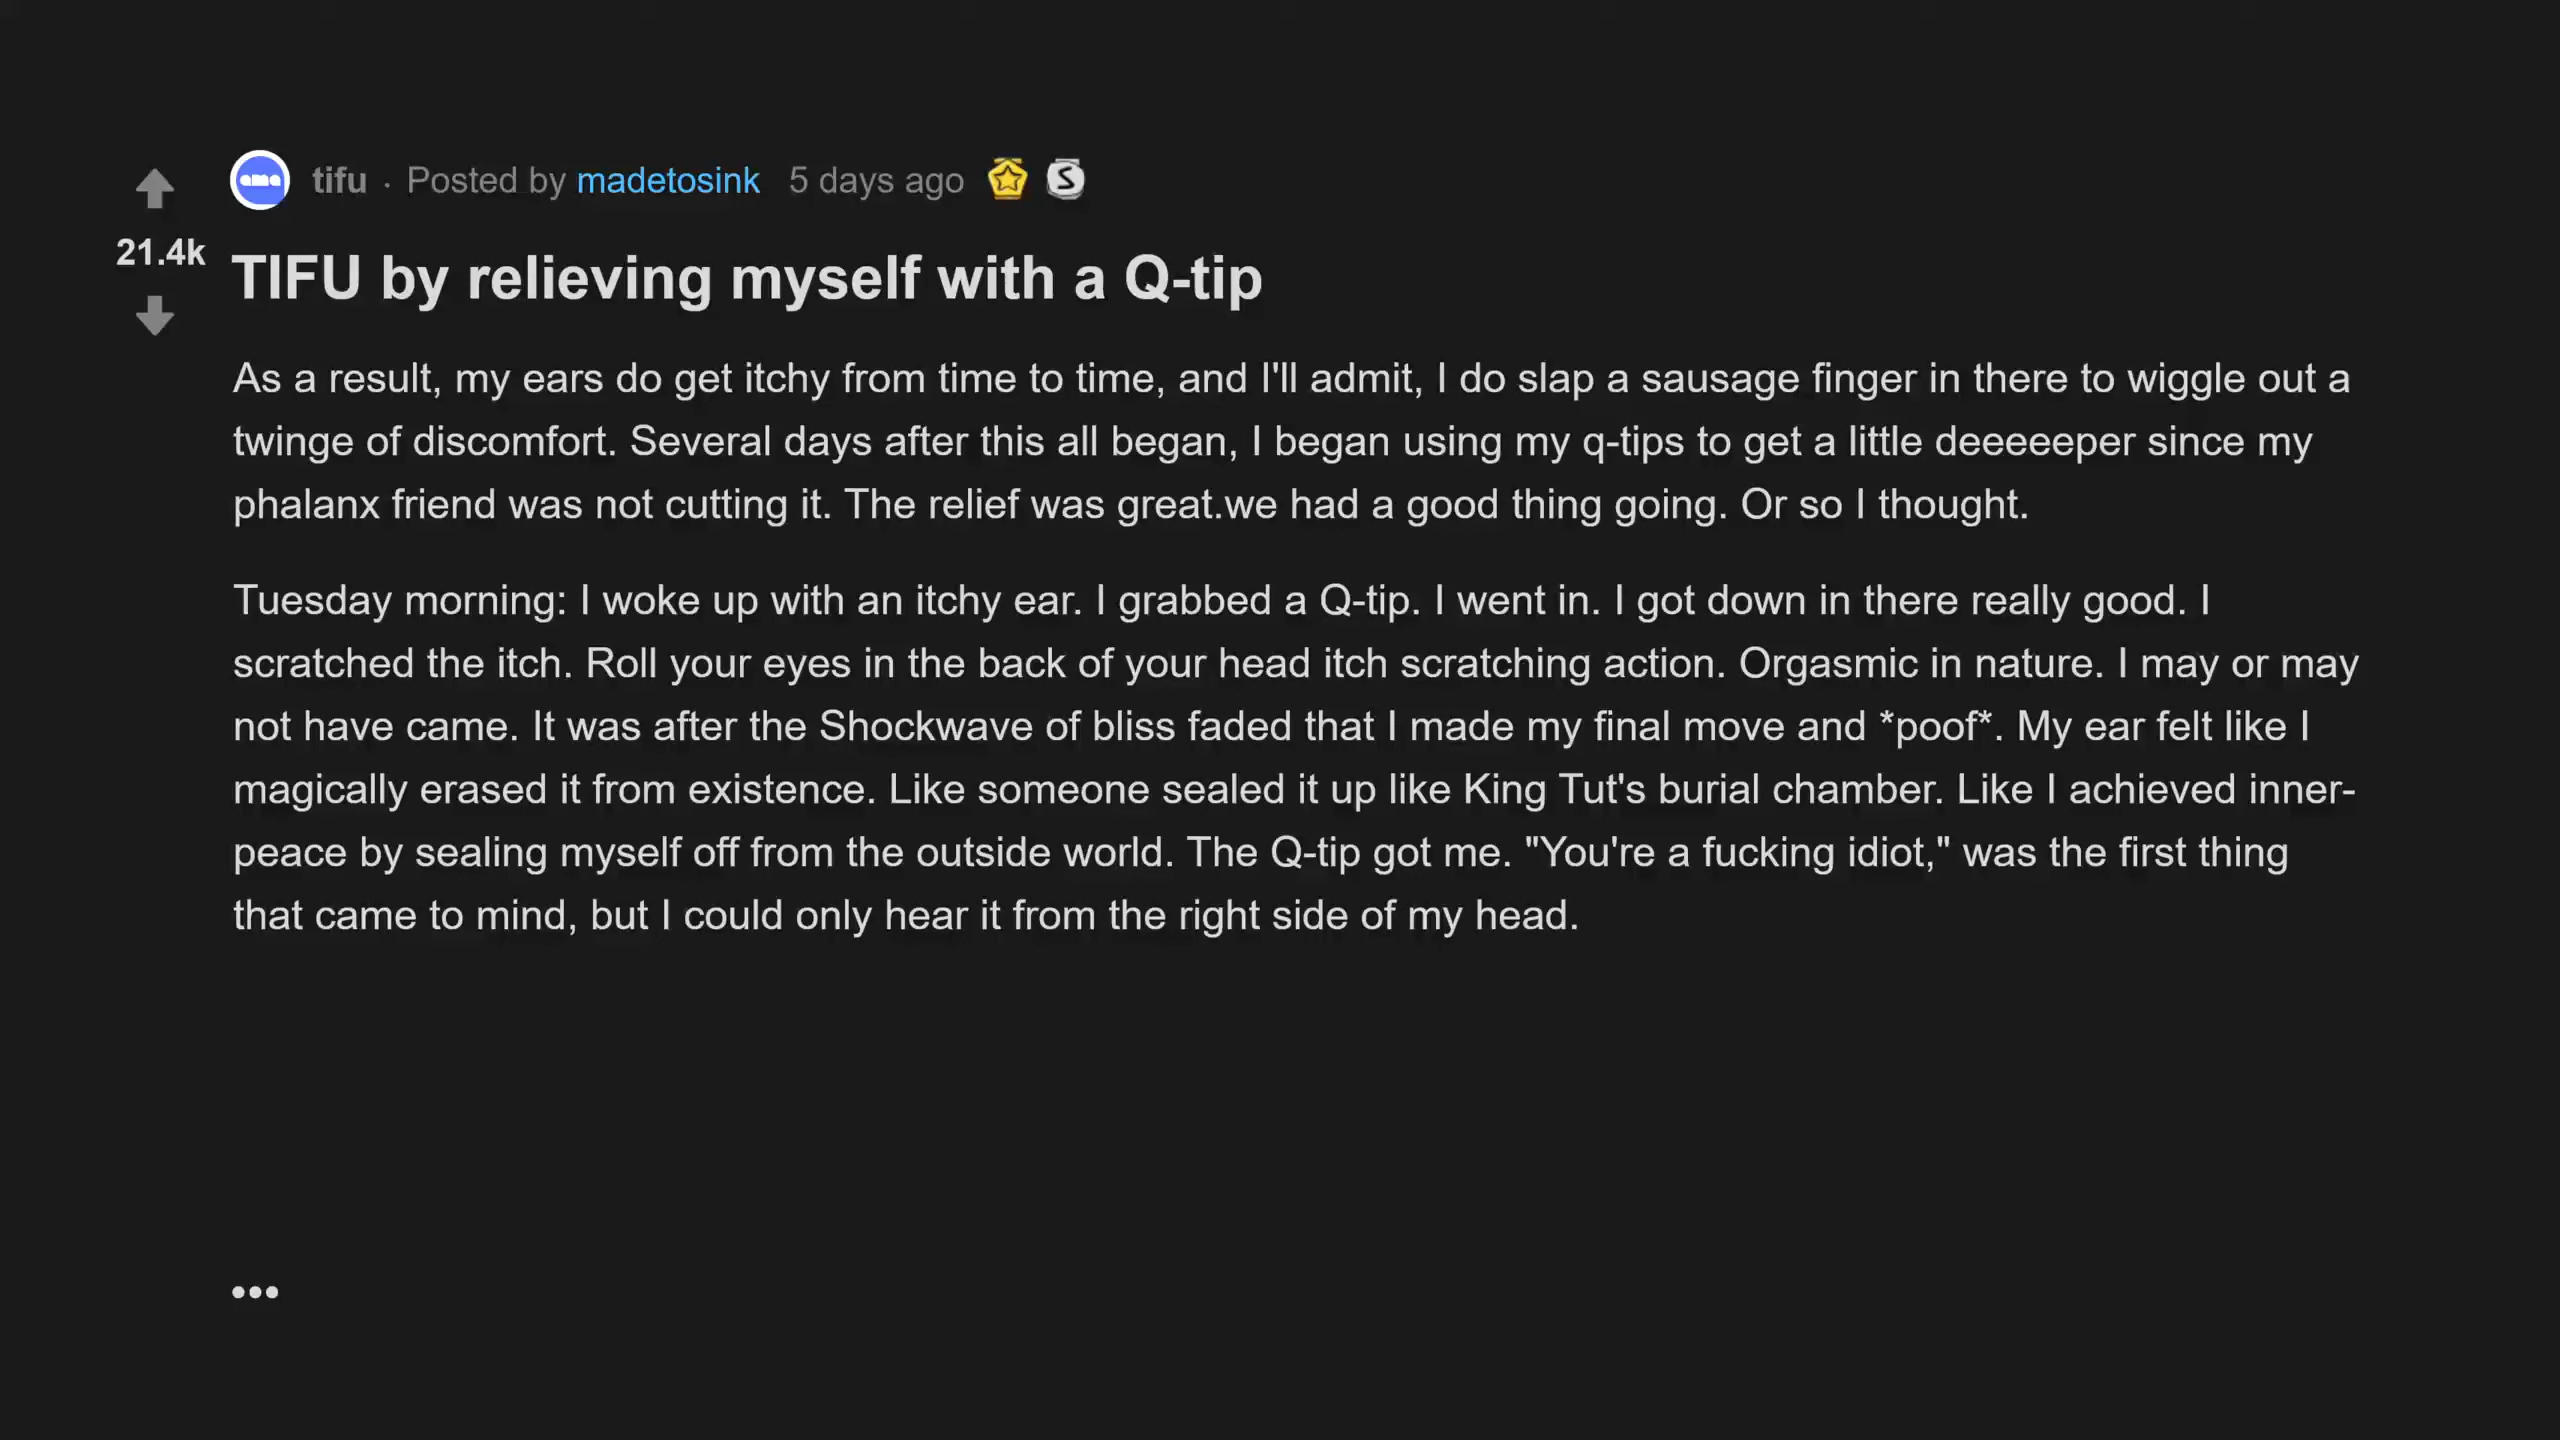 tifu · Posted by madetosink 5 days ago
21.4k
TIFU by relieving myself with a Q-tip
As a result, my ears do get itchy from time to time, and I'll admit, I do slap a sausage finger in there to wiggle out a
twinge of discomfort. Several days after this all began, I began using my q-tips to get a little deeeeeper since my
phalanx friend was not cutting it. The relief was great.we had a good thing going. Or so I thought.
Tuesday morning: I woke up with an itchy ear. I grabbed a Q-tip. I went in. I got down in there really good. I
scratched the itch. Roll your eyes in the back of your head itch scratching action. Orgasmic in nature. I may or may
not have came. It was after the Shockwave of bliss faded that I made my final move and *poof*. My ear felt like I
magically erased it from existence. Like someone sealed it up like King Tut's burial chamber. Like I achieved inner-
peace by sealing myself off from the outside world. The Q-tip got me. "You're a fucking idiot," was the first thing
that came to mind, but I could only hear it from the right side of my head.
•••